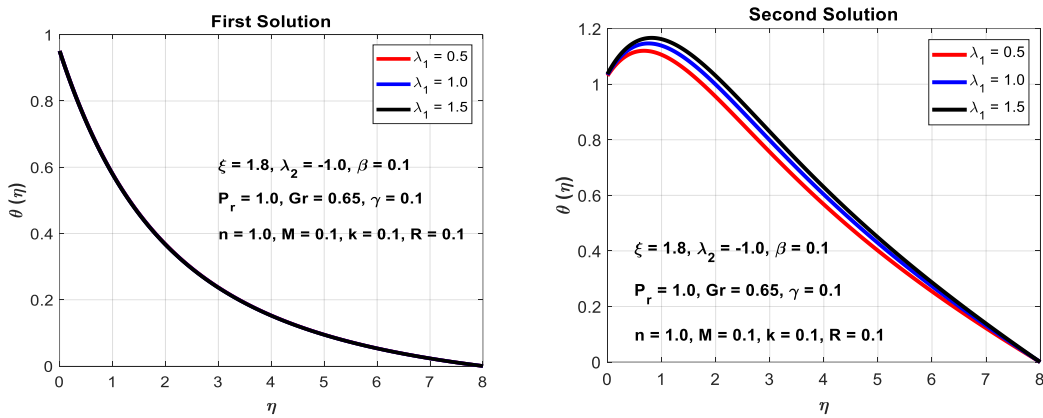 First Solution
θ (η)
1
0.8
0.6
0.4
0.2
0
0 1 2 3 4 5 6 7 8
η
λ1 = 0.5
λ1 = 1.0
λ1 = 1.5
ξ = 1.8, λ2 = -1.0, β = 0.1
Pr = 1.0, Gr = 0.65, γ = 0.1
n = 1.0, M = 0.1, k = 0.1, R = 0.1
Second Solution
θ (η)
1.2
1
0.8
0.6
0.4
0.2
0
0 1 2 3 4 5 6 7 8
η
λ1 = 0.5
λ1 = 1.0
λ1 = 1.5
ξ = 1.8, λ2 = -1.0, β = 0.1
Pr = 1.0, Gr = 0.65, γ = 0.1
n = 1.0, M = 0.1, k = 0.1, R = 0.1